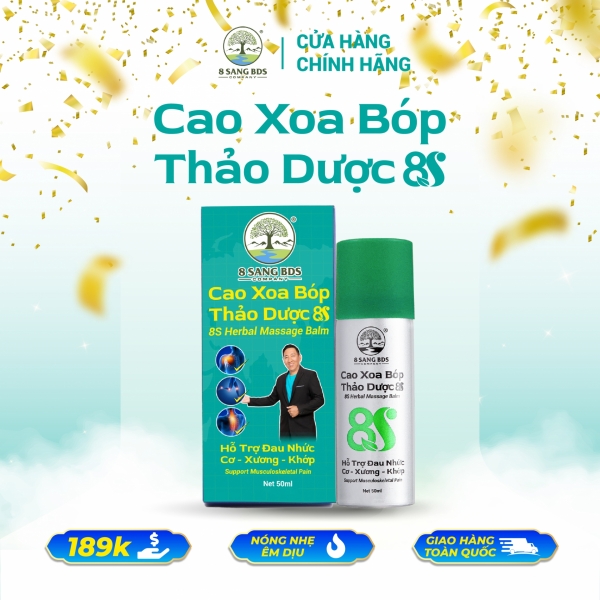 8 SANG BDS
COMPANY
CỬA HÀNG
CHÍNH HÃNG
Cao Xoa Bóp
Thảo Dược 8S
®
8 SANG BDS
COMPANY
Cao Xoa Bóp
Thảo Dược 8S
8S Herbal Massage Balm
Hỗ Trợ Đau Nhức
Cơ - Xương - Khớp
Support Musculoskeletal Pain
Net 50ml
8 SANG BDS
COMPANY
Cao Xoa Bóp
Thảo Dược 8S
8S Herbal Massage Balm
8S
Hỗ Trợ Đau Nhức
Cơ - Xương - Khớp
Support Musculoskeletal Pain
Net 50ml
189k
$
NÓNG NHẸ
ÊM DỊU
GIAO HÀNG
TOÀN QUỐC